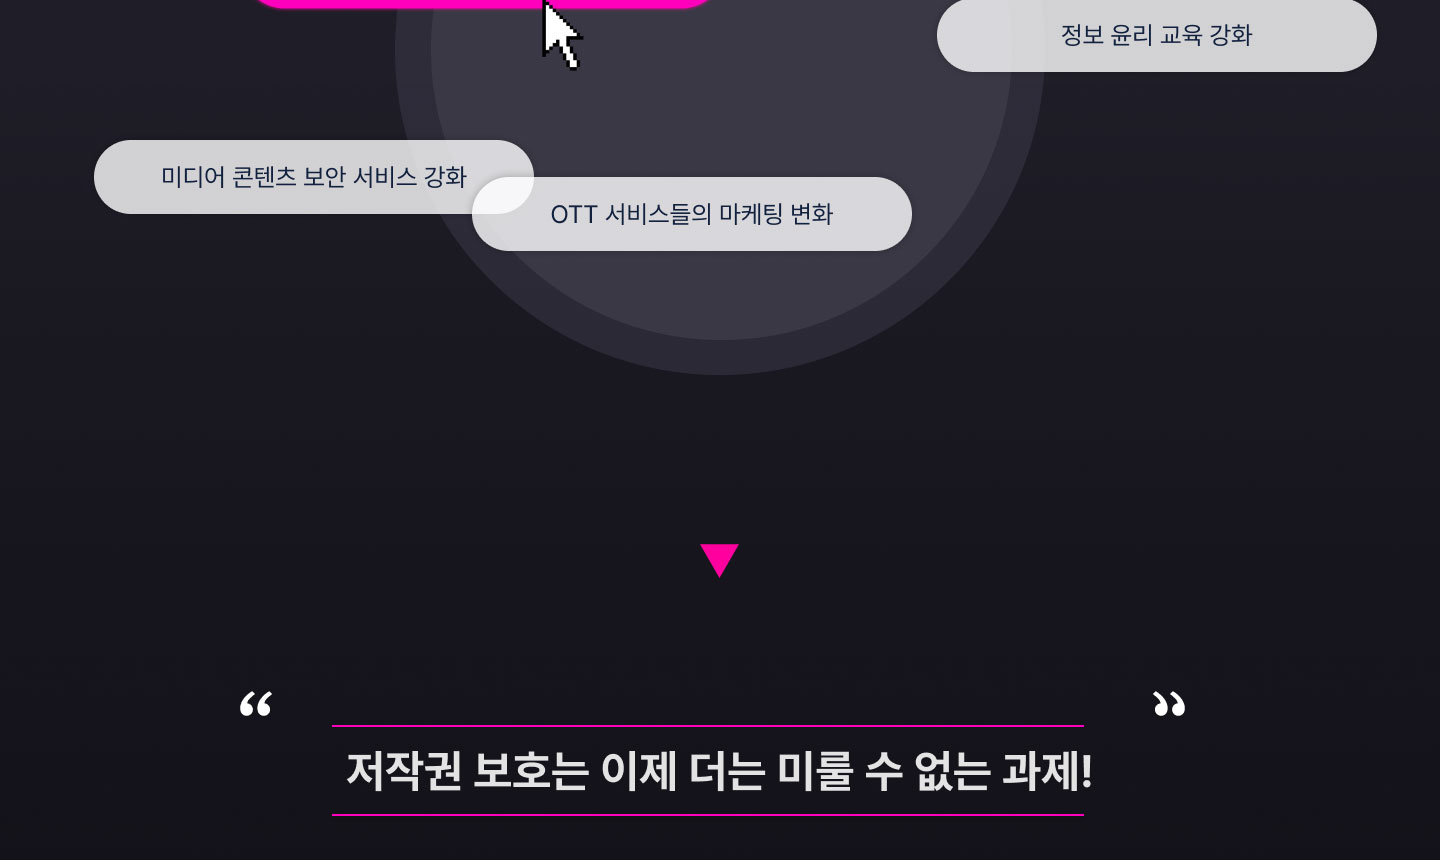 정보 윤리 교육 강화
미디어 콘텐츠 보안 서비스 강화
OTT 서비스들의 마케팅 변화
“ ”
저작권 보호는 이제 더는 미룰 수 없는 과제!